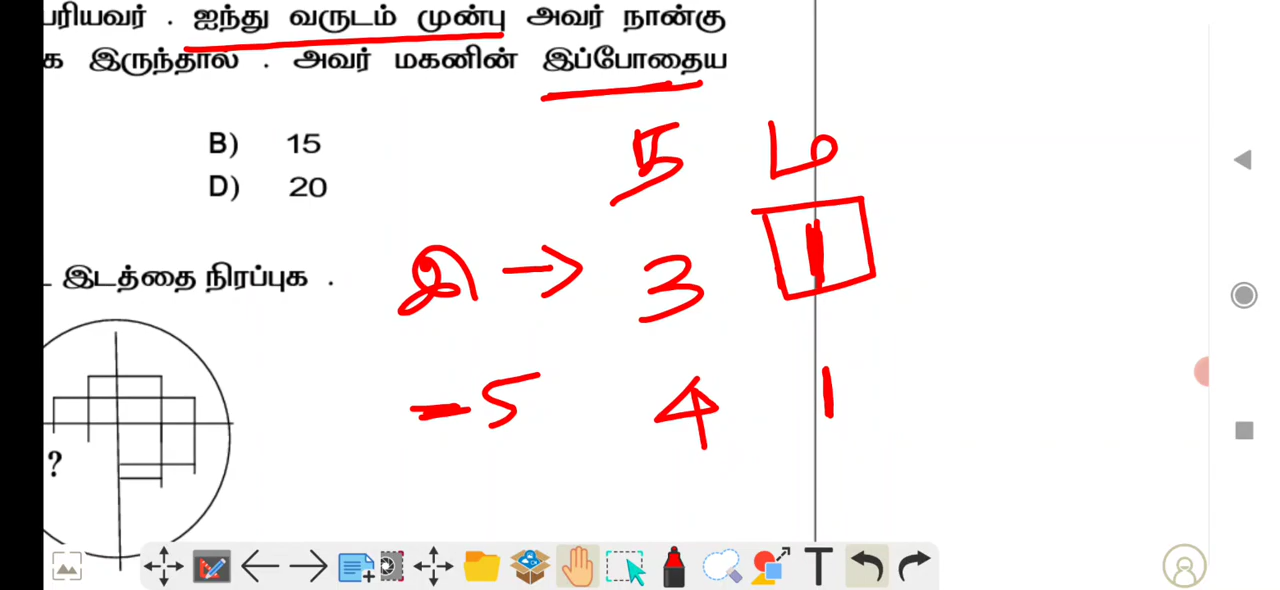 பரியவர் . ஐந்து வருடம் முன்பு அவர் நான்கு
க இருந்தால் . அவர் மகனின் இப்போதைய
B) 15
D) 20
இடத்தை நிரப்புக .
?
த ம
இ → 3 1
-5 4 1
T